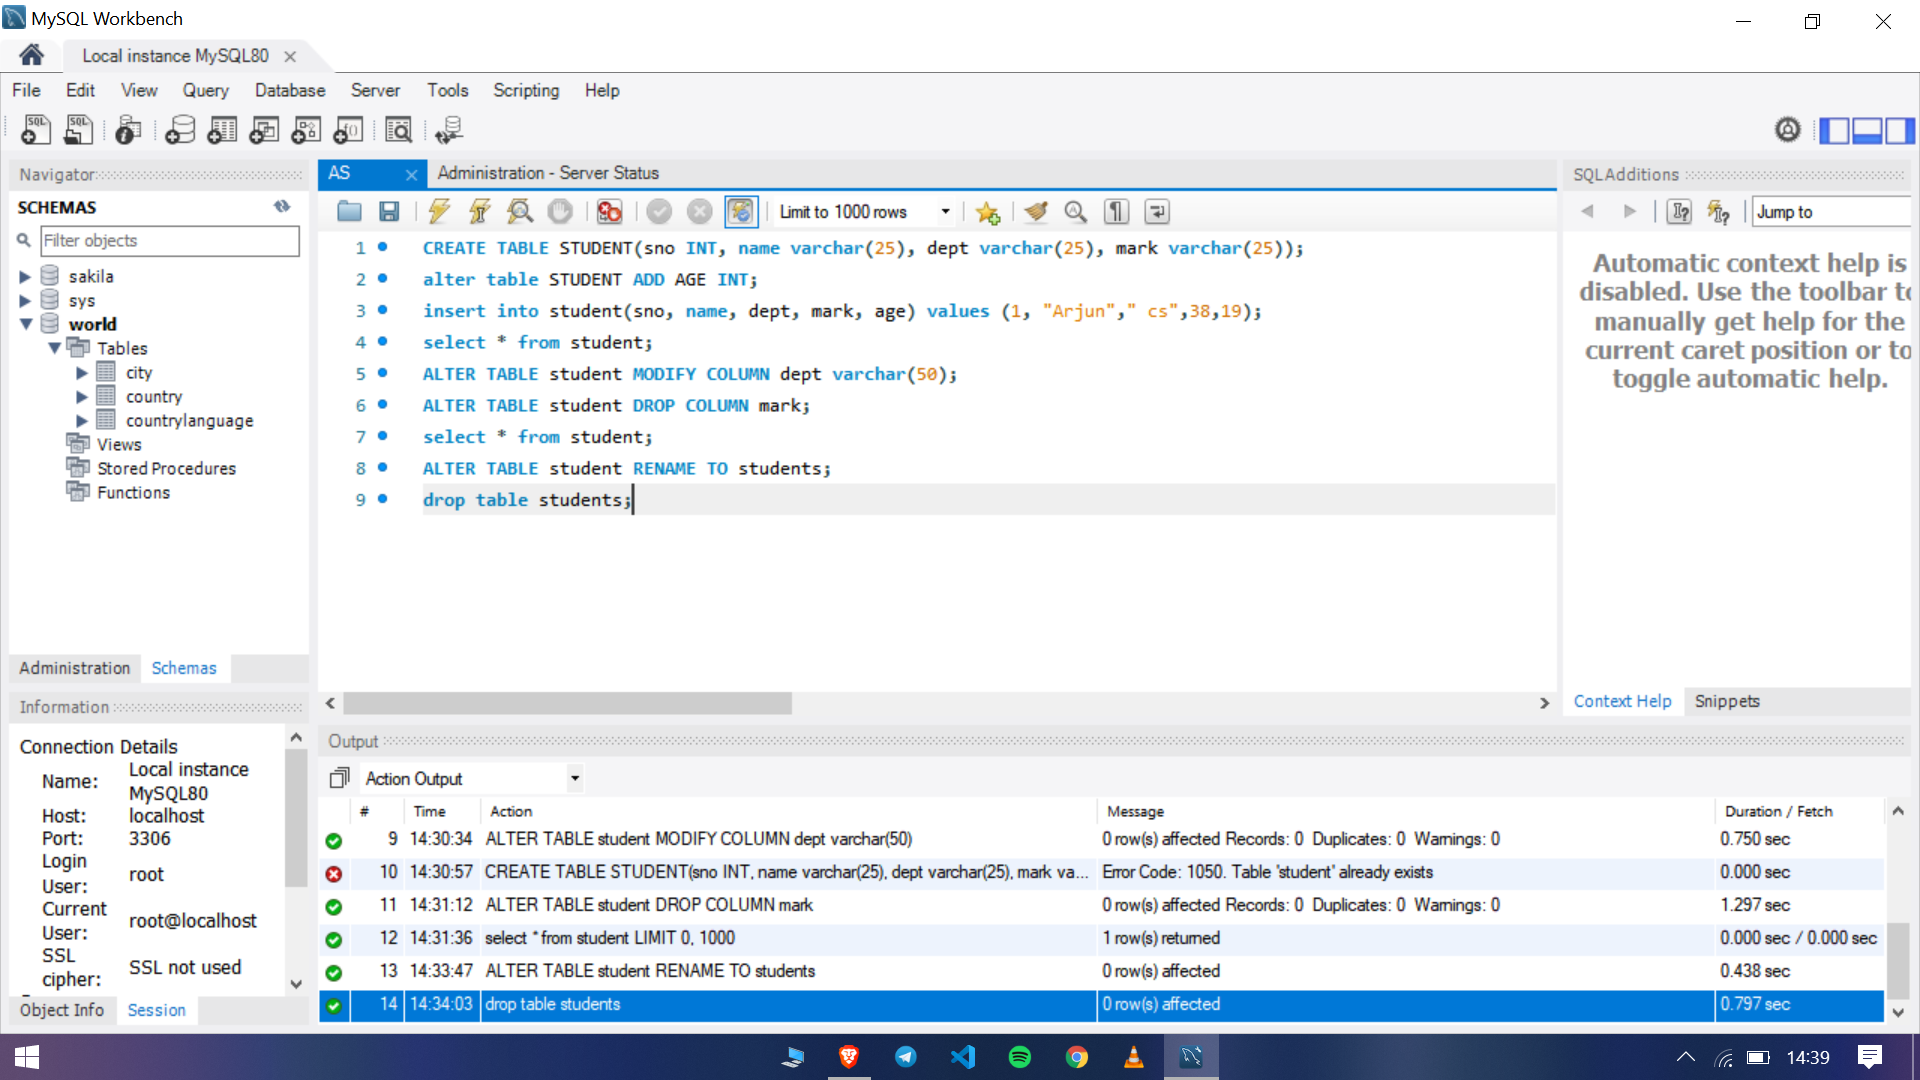 MySQL Workbench
Local instance MySQL80
File Edit View Query Database Server Tools Scripting Help
Navigator
SCHEMAS
Filter objects
sakila
sys
world
Tables
city
country
countrylanguage
Views
Stored Procedures
Functions
Administration Schemas
Information
Connection Details
Name: Local instance MySQL80
Host: localhost
Port: 3306
Login User: root
Current User: root@localhost
SSL cipher: SSL not used
Object Info Session
AS Administration - Server Status
Limit to 1000 rows
1 CREATE TABLE STUDENT(sno INT, name varchar(25), dept varchar(25), mark varchar(25));
2 alter table STUDENT ADD AGE INT;
3 insert into student(sno, name, dept, mark, age) values (1, "Arjun"," cs",38,19);
4 select * from student;
5 ALTER TABLE student MODIFY COLUMN dept varchar(50);
6 ALTER TABLE student DROP COLUMN mark;
7 select * from student;
8 ALTER TABLE student RENAME TO students;
9 drop table students;
SQLAdditions
Jump to
Automatic context help is
disabled. Use the toolbar to
manually get help for the
current caret position or to
toggle automatic help.
Context Help Snippets
Output
Action Output
# Time Action Message Duration / Fetch
9 14:30:34 ALTER TABLE student MODIFY COLUMN dept varchar(50) 0 row(s) affected Records: 0 Duplicates: 0 Warnings: 0 0.750 sec
10 14:30:57 CREATE TABLE STUDENT(sno INT, name varchar(25), dept varchar(25), mark va... Error Code: 1050. Table 'student' already exists 0.000 sec
11 14:31:12 ALTER TABLE student DROP COLUMN mark 0 row(s) affected Records: 0 Duplicates: 0 Warnings: 0 1.297 sec
12 14:31:36 select * from student LIMIT 0, 1000 1 row(s) returned 0.000 sec / 0.000 sec
13 14:33:47 ALTER TABLE student RENAME TO students 0 row(s) affected 0.438 sec
14 14:34:03 drop table students 0 row(s) affected 0.797 sec
14:39